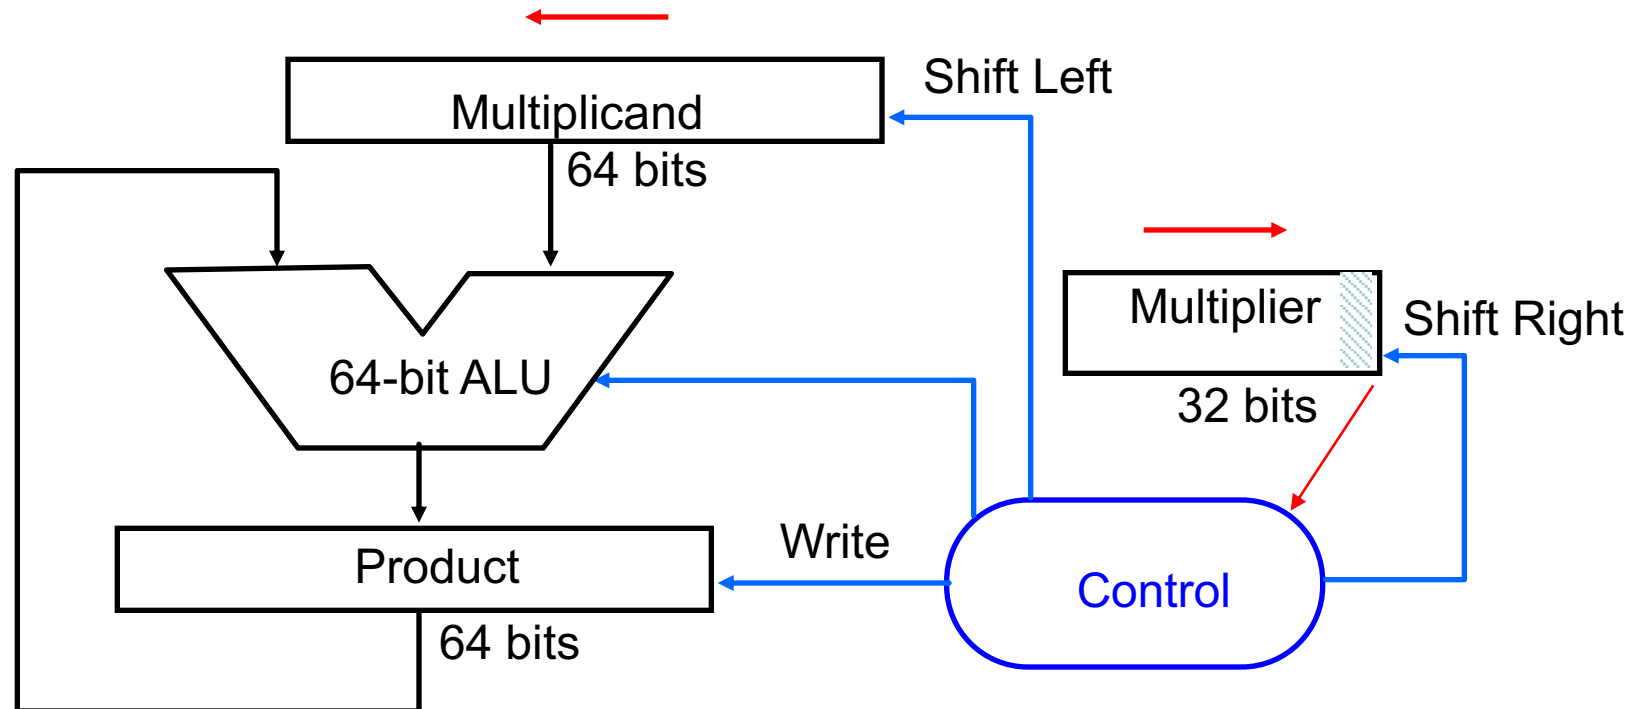 Shift Left
Multiplicand
64 bits
Multiplier
Shift Right
64-bit ALU
32 bits
Write
Product
Control
64 bits